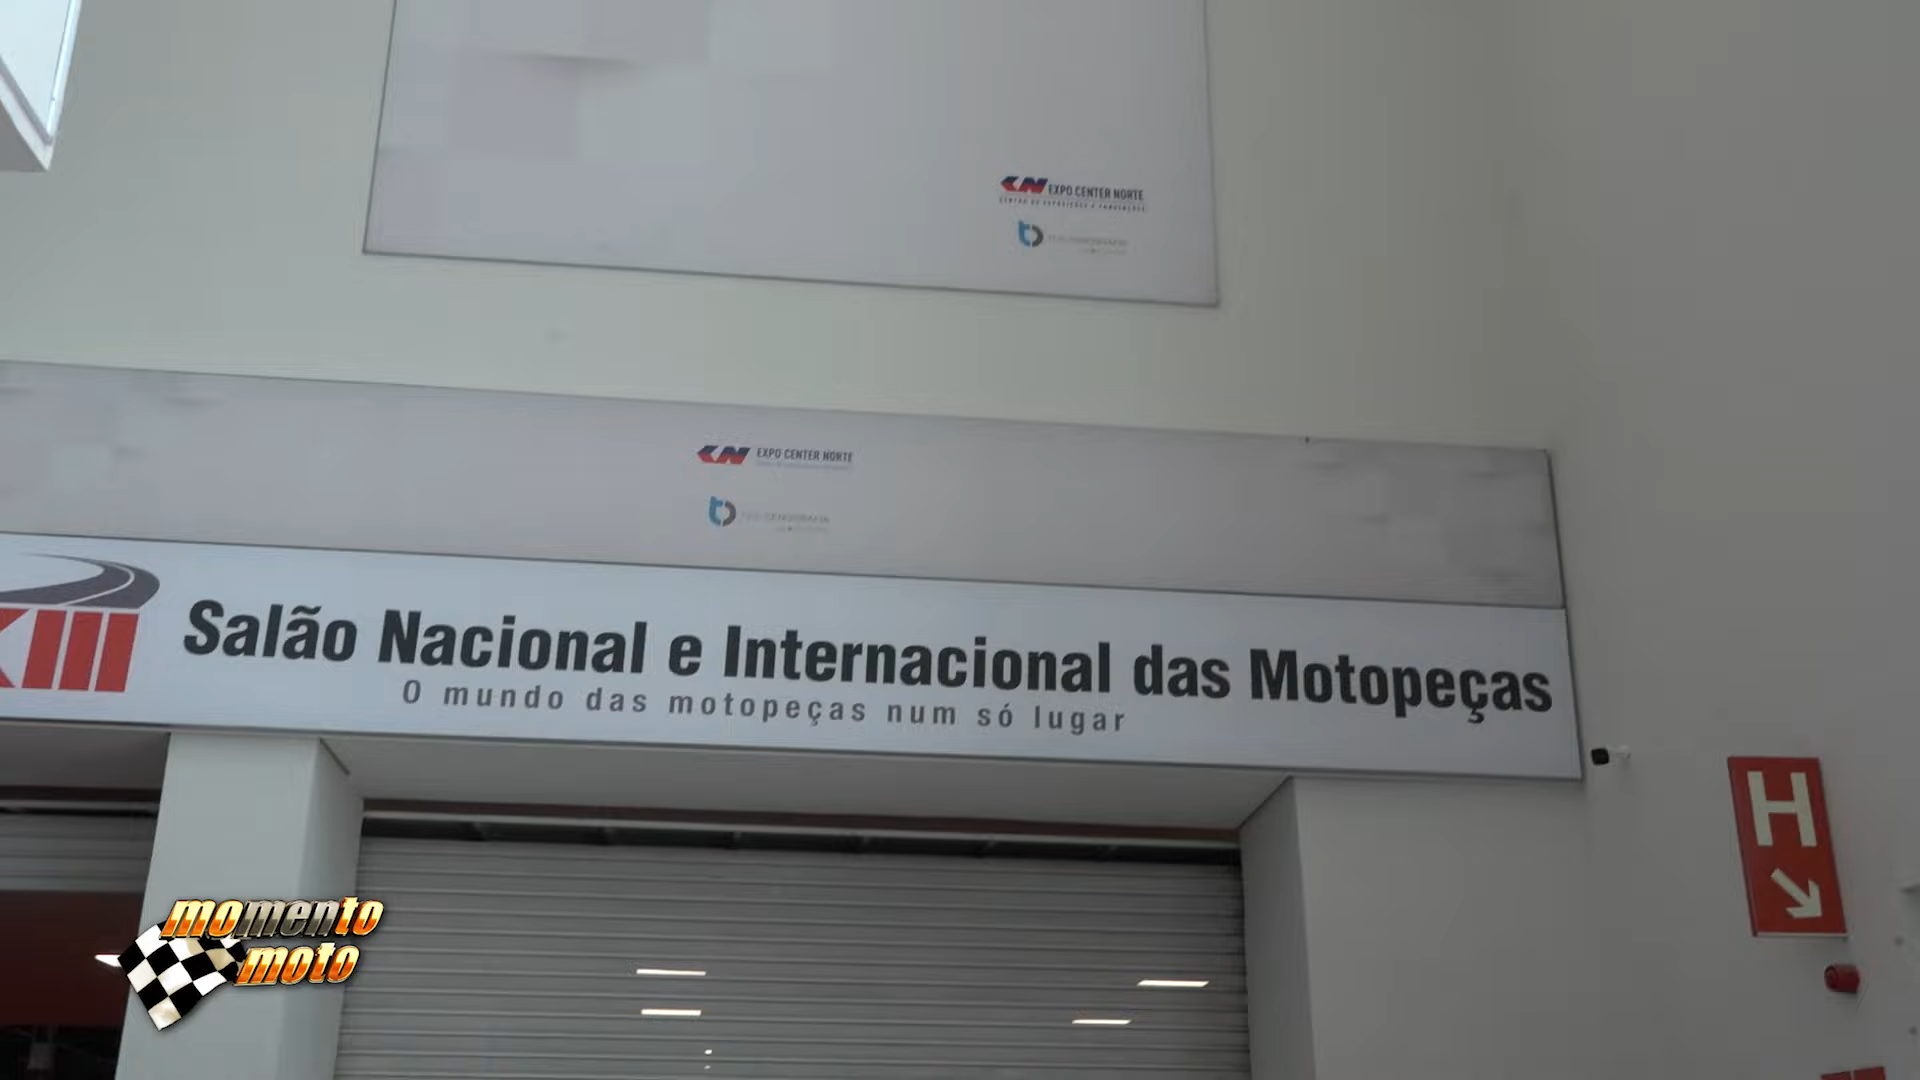 EXPO CENTER NORTE
EXPO CENTER NORTE
XIII
Salão Nacional e Internacional das Motopeças
O mundo das motopeças num só lugar
H
momento
moto